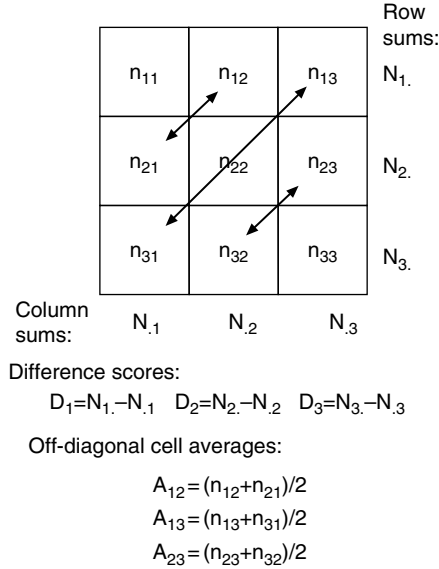 Row
sums:
n11 n12 n13 N1.
n21 n22 n23 N2.
n31 n32 n33 N3.
Column
sums: N.1 N.2 N.3
Difference scores:
D1=N1.–N.1 D2=N2.–N.2 D3=N3.–N.3
Off-diagonal cell averages:
A12=(n12+n21)/2
A13=(n13+n31)/2
A23=(n23+n32)/2